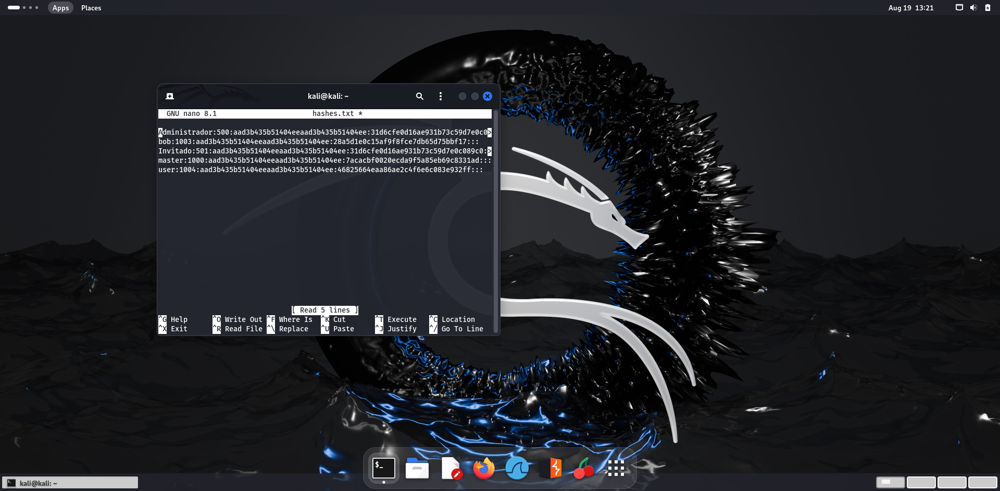 Apps Places Aug 19 13:21
kali@kali: ~
GNU nano 8.1 hashes.txt *
Administrador:500:aad3b435b51404eeaad3b435b51404ee:31d6cfe0d16ae931b73c59d7e0c0>
bob:1003:aad3b435b51404eeaad3b435b51404ee:28a5d1e0c15af9f8fce7db65d75bbf17:::
Invitado:501:aad3b435b51404eeaad3b435b51404ee:31d6cfe0d16ae931b73c59d7e0c089c0:>
master:1000:aad3b435b51404eeaad3b435b51404ee:7acacbf0020ecda9f5a85eb69c8331ad:::
user:1004:aad3b435b51404eeaad3b435b51404ee:46825664eaa86ae2c4f6e6c083e932ff:::
[ Read 5 lines ]
^G Help ^O Write Out ^F Where Is ^K Cut ^T Execute ^C Location
^X Exit ^R Read File ^\ Replace ^U Paste ^J Justify ^/ Go To Line
$_
kali@kali: ~